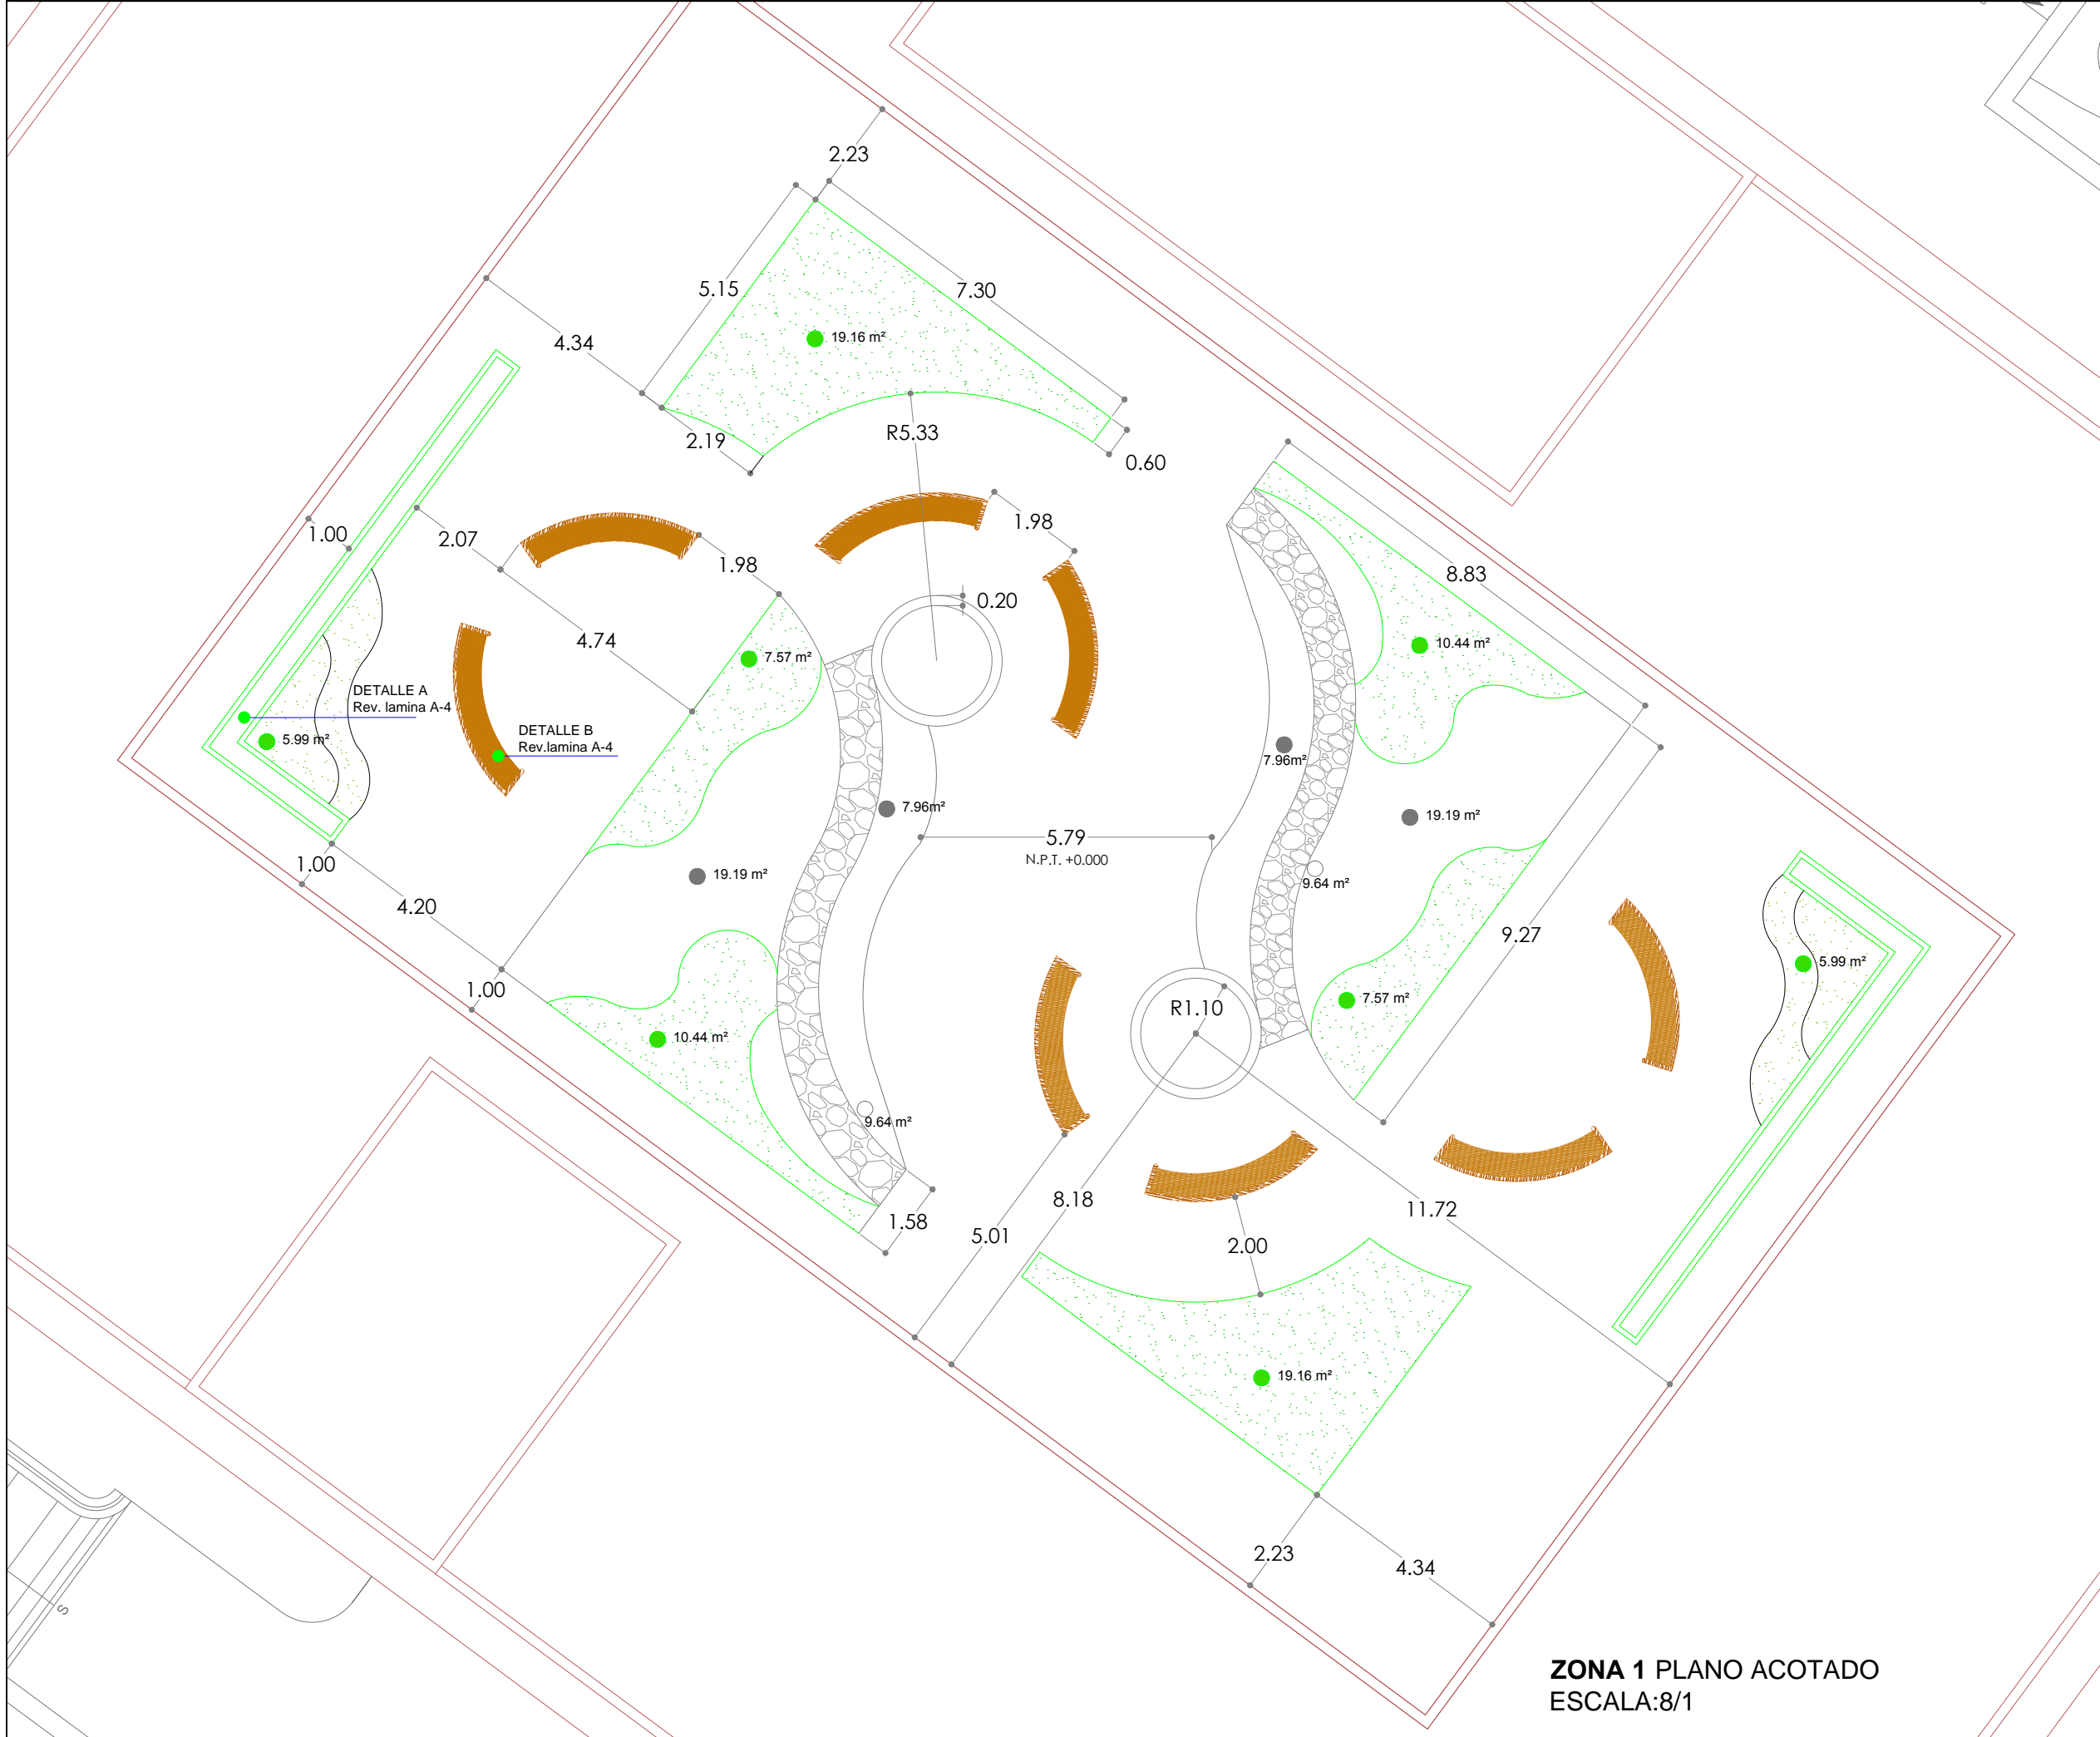 2.23
5.15
7.30
19.16 m²
4.34
R5.33
2.19
0.60
1.00
2.07
1.98
1.98
8.83
0.20
4.74
7.57 m²
10.44 m²
DETALLE A
Rev. lamina A-4
DETALLE B
Rev.lamina A-4
5.99 m²
7.96m²
7.96m²
19.19 m²
5.79
N.P.T. +0.000
1.00
19.19 m²
9.64 m²
4.20
9.27
5.99 m²
1.00
R1.10
7.57 m²
10.44 m²
9.64 m²
8.18
11.72
1.58
5.01
2.00
19.16 m²
2.23
4.34
S
ZONA 1 PLANO ACOTADO
ESCALA:8/1